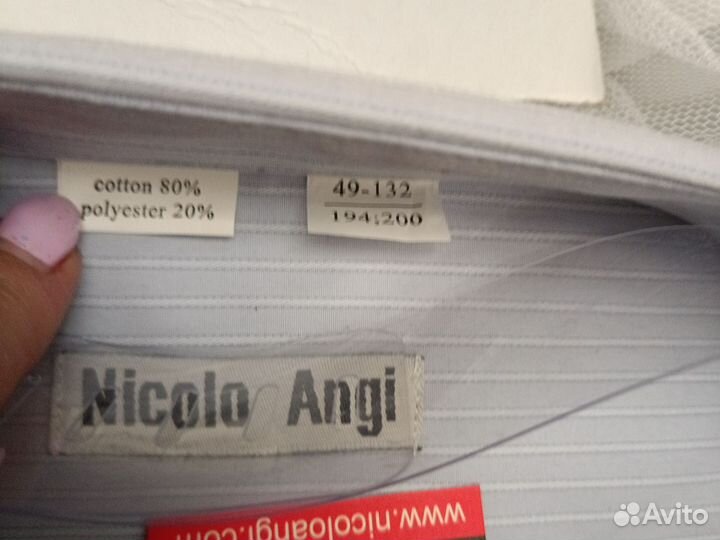 cotton 80%
polyester 20%
49-132
194:200
Nicolo Angi
www.nicoloangi.com
Avito